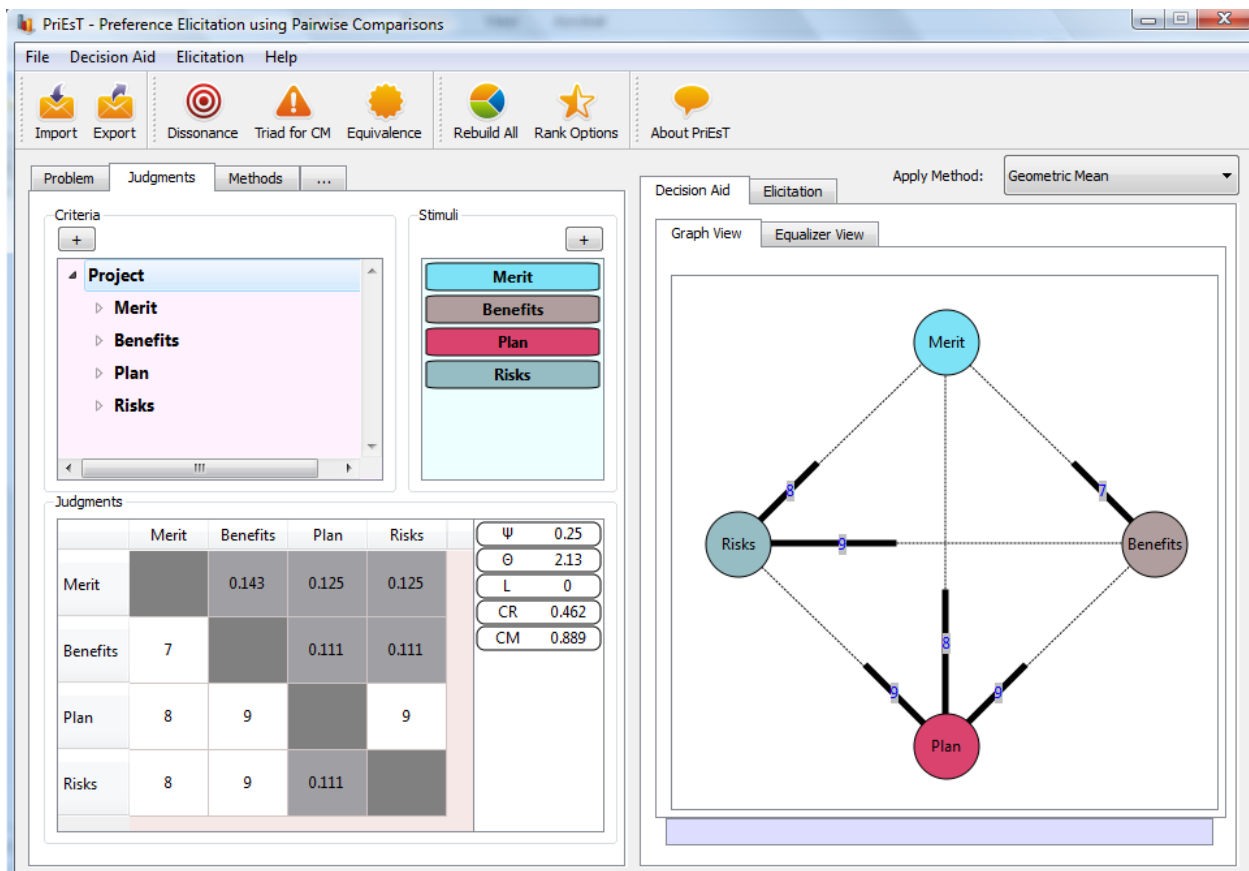 PriEsT - Preference Elicitation using Pairwise Comparisons
File Decision Aid Elicitation Help
Import Export Dissonance Triad for CM Equivalence Rebuild All Rank Options About PriEsT
Problem Judgments Methods ...
Criteria
+
Project
Merit
Benefits
Plan
Risks
Stimuli
+
Merit
Benefits
Plan
Risks
Judgments
Merit Benefits Plan Risks
Merit 0.143 0.125 0.125
Benefits 7 0.111 0.111
Plan 8 9 9
Risks 8 9 0.111
Ψ 0.25
Θ 2.13
L 0
CR 0.462
CM 0.889
Apply Method: Geometric Mean
Decision Aid Elicitation
Graph View Equalizer View
Merit
8 7
Risks 9 Benefits
8
9 9
Plan